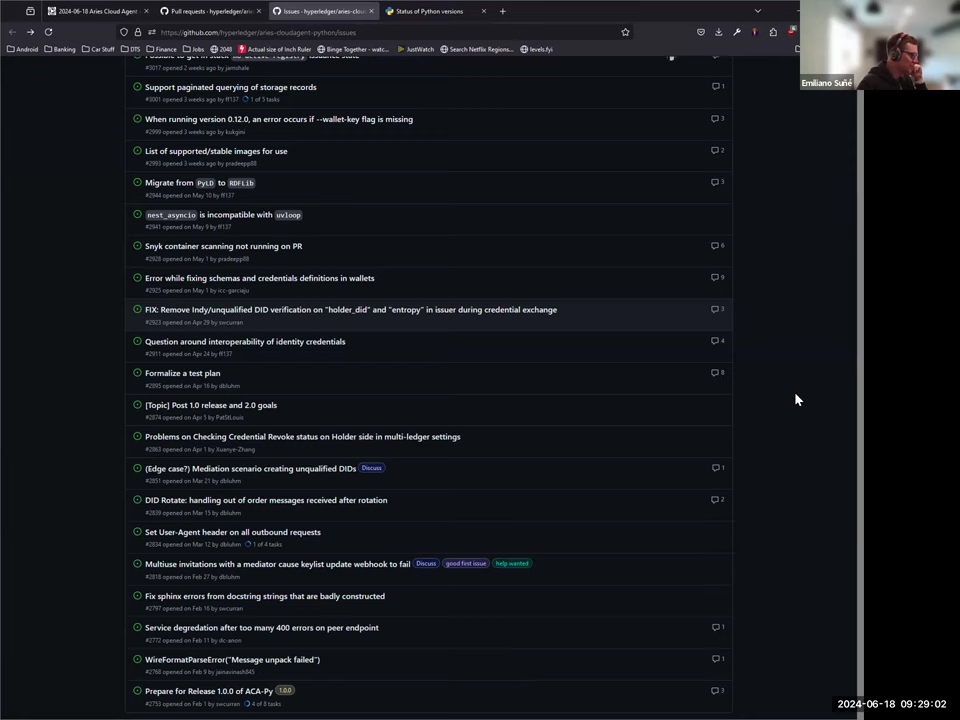 2024-06-18 Aries Cloud Agent
Pull requests · hyperledger/aries
Issues · hyperledger/aries-cloud
Status of Python versions
https://github.com/hyperledger/aries-cloudagent-python/issues
Android
Banking
Car Stuff
DTS
Finance
Jobs
2048
Actual size of Inch Ruler
Binge Together - watc...
JustWatch
Search Netflix Regions...
levels.fyi
#3017 opened 2 weeks ago by jamshale
Support paginated querying of storage records
1
#3001 opened 3 weeks ago by ff137 1 of 5 tasks
When running version 0.12.0, an error occurs if --wallet-key flag is missing
3
#2999 opened 3 weeks ago by kukgini
List of supported/stable images for use
2
#2993 opened 3 weeks ago by pradeepp88
Migrate from PyLD to RDFLib
3
#2944 opened on May 10 by ff137
nest_asyncio is incompatible with uvloop
#2941 opened on May 9 by ff137
Snyk container scanning not running on PR
6
#2928 opened on May 1 by pradeepp88
Error while fixing schemas and credentials definitions in wallets
9
#2925 opened on May 1 by icc-garciaju
FIX: Remove Indy/unqualified DID verification on "holder_did" and "entropy" in issuer during credential exchange
3
#2923 opened on Apr 29 by swcurran
Question around interoperability of identity credentials
4
#2911 opened on Apr 24 by ff137
Formalize a test plan
8
#2895 opened on Apr 16 by dbluhm
[Topic] Post 1.0 release and 2.0 goals
#2874 opened on Apr 5 by PatStLouis
Problems on Checking Credential Revoke status on Holder side in multi-ledger settings
#2863 opened on Apr 1 by Xuanye-Zhang
(Edge case?) Mediation scenario creating unqualified DIDs Discuss
1
#2851 opened on Mar 21 by dbluhm
DID Rotate: handling out of order messages received after rotation
2
#2839 opened on Mar 15 by dbluhm
Set User-Agent header on all outbound requests
#2834 opened on Mar 12 by dbluhm 1 of 4 tasks
Multiuse invitations with a mediator cause keylist update webhook to fail Discuss good first issue help wanted
#2818 opened on Feb 27 by dbluhm
Fix sphinx errors from docstring strings that are badly constructed
#2797 opened on Feb 16 by swcurran
Service degredation after too many 400 errors on peer endpoint
1
#2772 opened on Feb 11 by dc-anon
WireFormatParseError("Message unpack failed")
1
#2768 opened on Feb 9 by jainavinash845
Prepare for Release 1.0.0 of ACA-Py 1.0.0
3
#2753 opened on Feb 1 by swcurran 4 of 8 tasks
Emiliano Suñé
2024-06-18 09:29:02